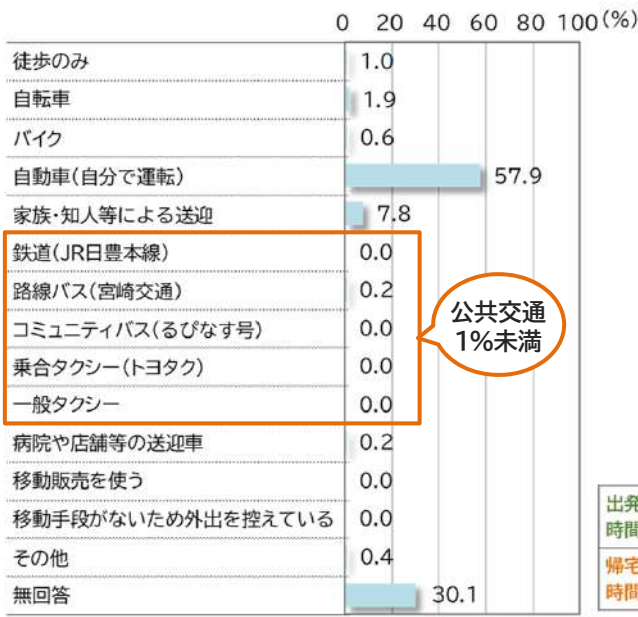 0 20 40 60 80 100 (%)
徒歩のみ 1.0
自転車 1.9
バイク 0.6
自動車(自分で運転) 57.9
家族・知人等による送迎 7.8
鉄道(JR日豊本線) 0.0
路線バス(宮崎交通) 0.2
コミュニティバス(るぴなす号) 0.0
乗合タクシー(トヨタク) 0.0
一般タクシー 0.0
公共交通
1%未満
病院や店舗等の送迎車 0.2
移動販売を使う 0.0
移動手段がないため外出を控えている 0.0
その他 0.4
無回答 30.1
出発
時間
帰宅
時間